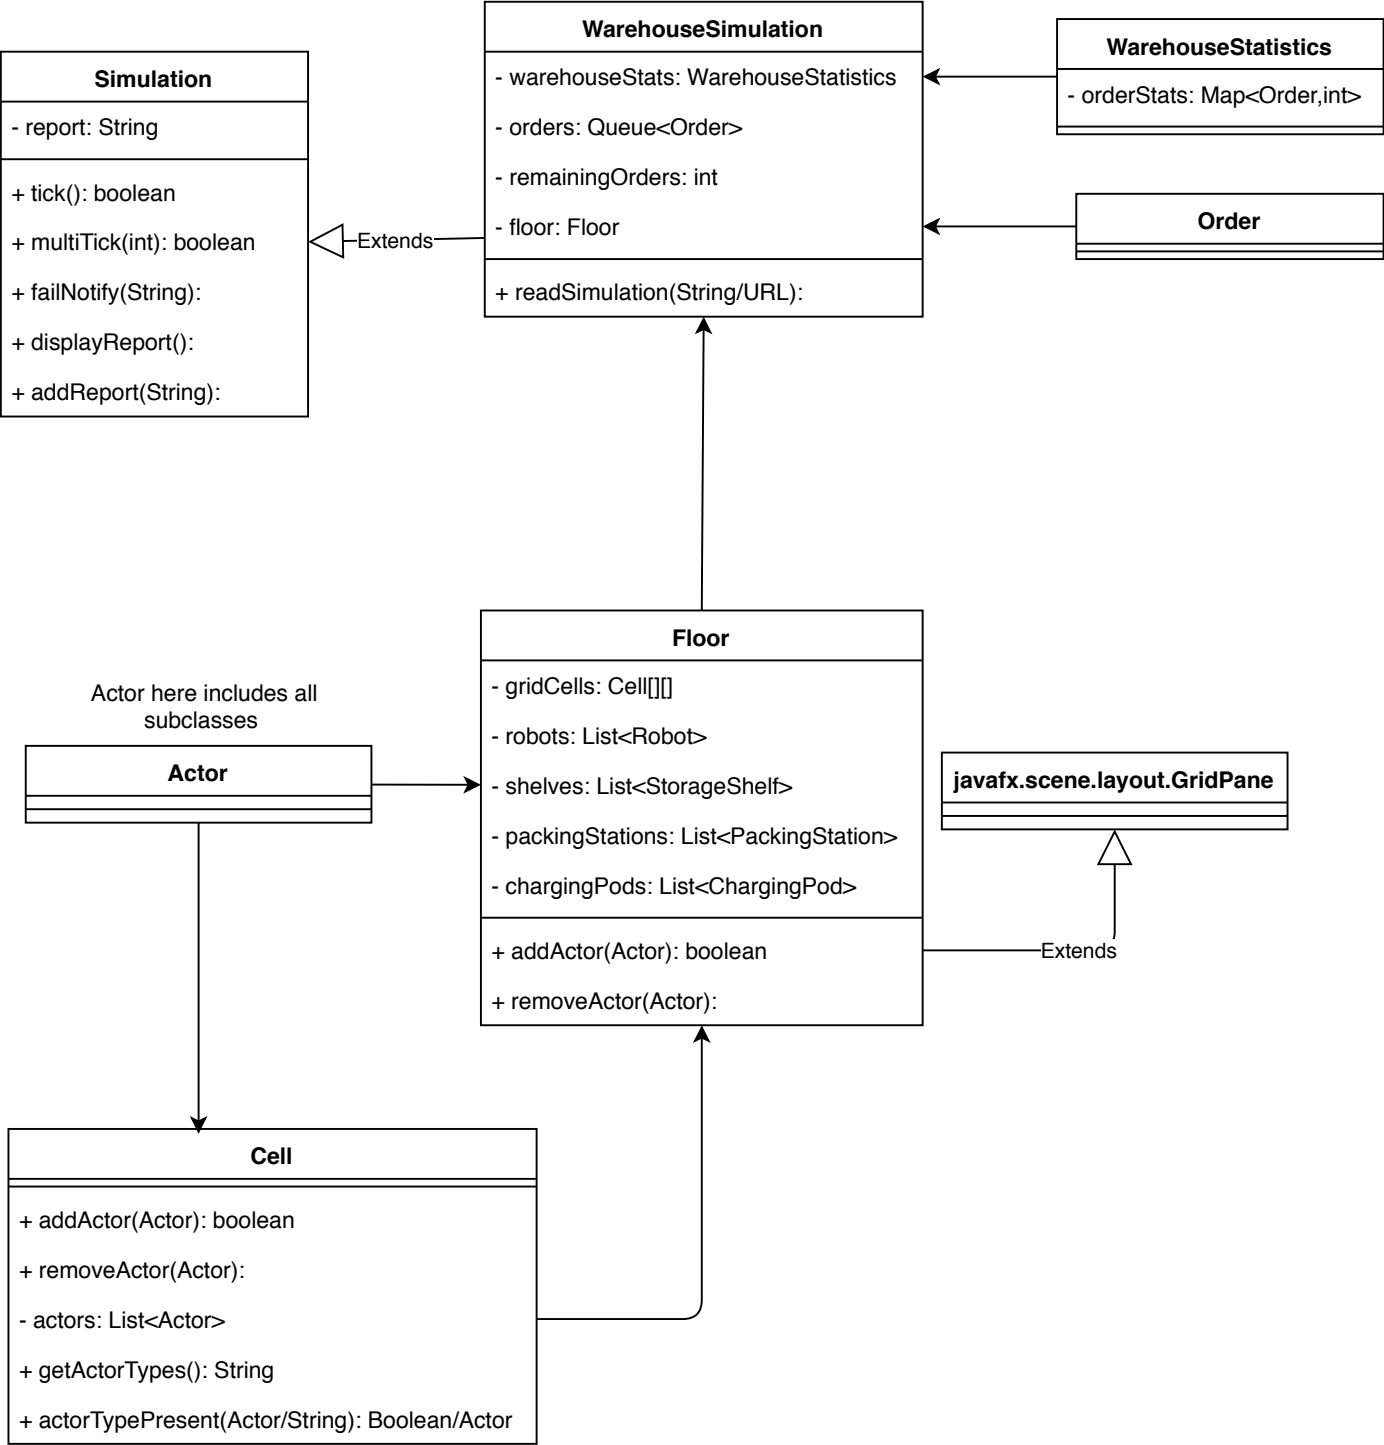 WarehouseSimulation
- warehouseStats: WarehouseStatistics
- orders: Queue<Order>
- remainingOrders: int
- floor: Floor
+ readSimulation(String/URL):
WarehouseStatistics
- orderStats: Map<Order,int>
Simulation
- report: String
+ tick(): boolean
+ multiTick(int): boolean
+ failNotify(String):
+ displayReport():
+ addReport(String):
Extends
Order
Floor
- gridCells: Cell[][]
- robots: List<Robot>
- shelves: List<StorageShelf>
- packingStations: List<PackingStation>
- chargingPods: List<ChargingPod>
+ addActor(Actor): boolean
+ removeActor(Actor):
Actor here includes all
subclasses
Actor
javafx.scene.layout.GridPane
Extends
Cell
+ addActor(Actor): boolean
+ removeActor(Actor):
- actors: List<Actor>
+ getActorTypes(): String
+ actorTypePresent(Actor/String): Boolean/Actor